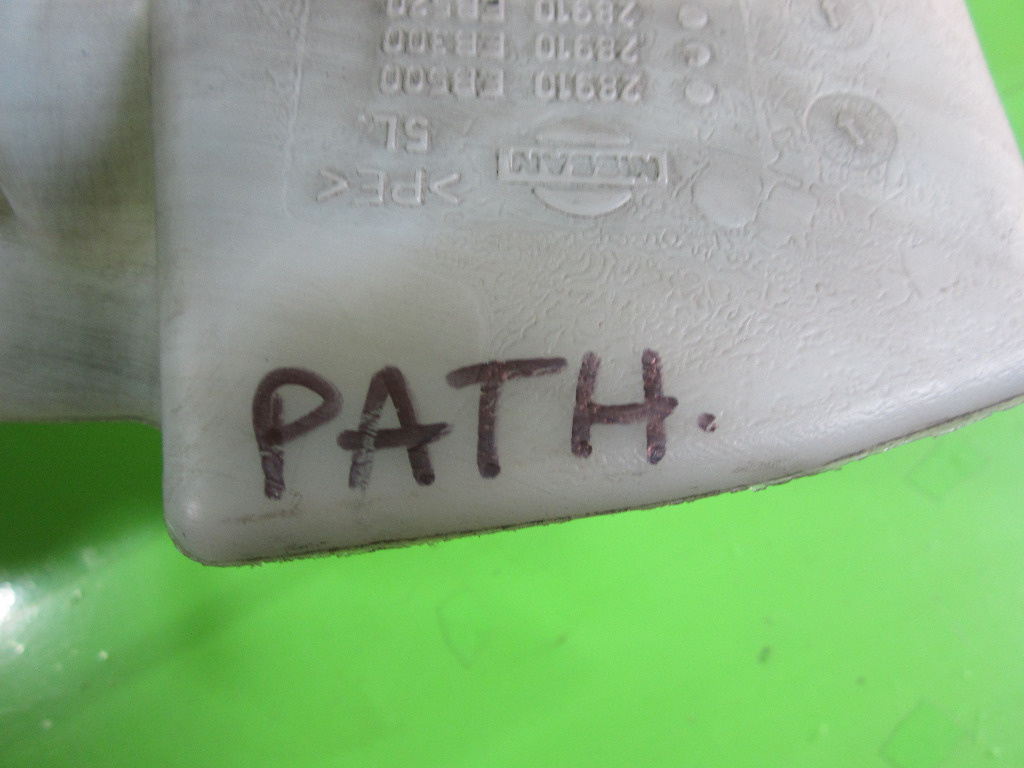 PATH.
>PE<
NISSAN
5L.
28910 EB500
28910 EB300